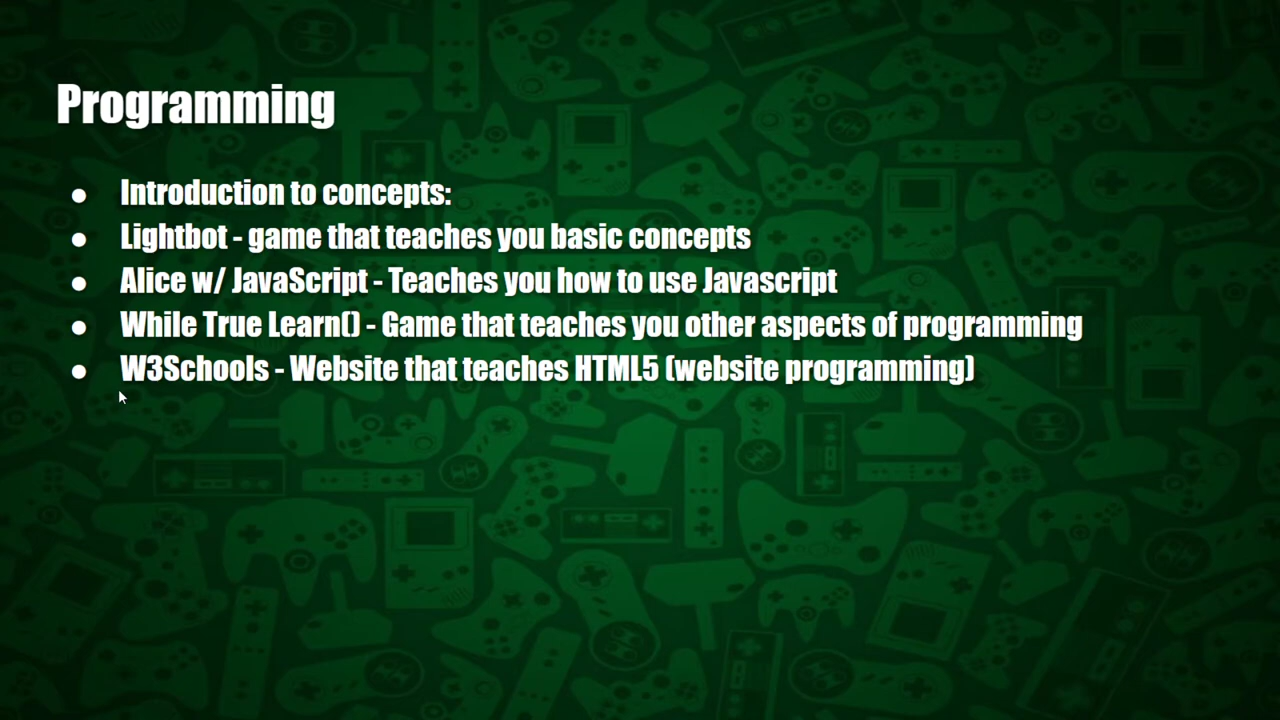 Programming
● Introduction to concepts:
● Lightbot - game that teaches you basic concepts
● Alice w/ JavaScript - Teaches you how to use Javascript
● While True Learn() - Game that teaches you other aspects of programming
● W3Schools - Website that teaches HTML5 (website programming)